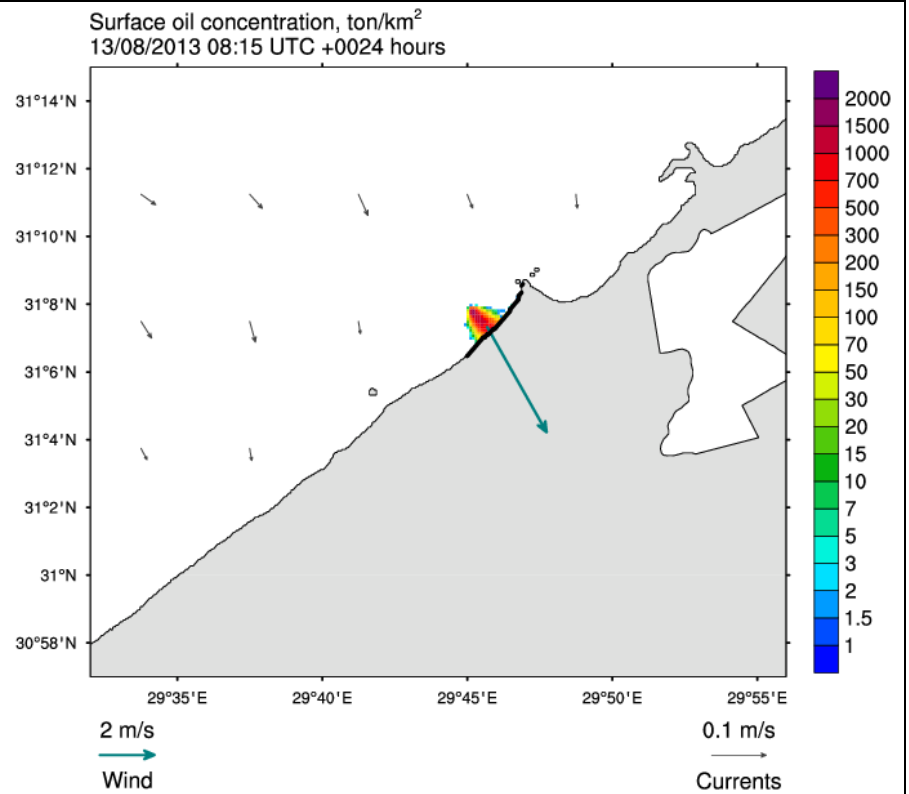 Surface oil concentration, ton/km²
13/08/2013 08:15 UTC +0024 hours
31°14'N
31°12'N
31°10'N
31°8'N
31°6'N
31°4'N
31°2'N
31°N
30°58'N
29°35'E
29°40'E
29°45'E
29°50'E
29°55'E
2000
1500
1000
700
500
300
200
150
100
70
50
30
20
15
10
7
5
3
2
1.5
1
2 m/s
Wind
0.1 m/s
Currents